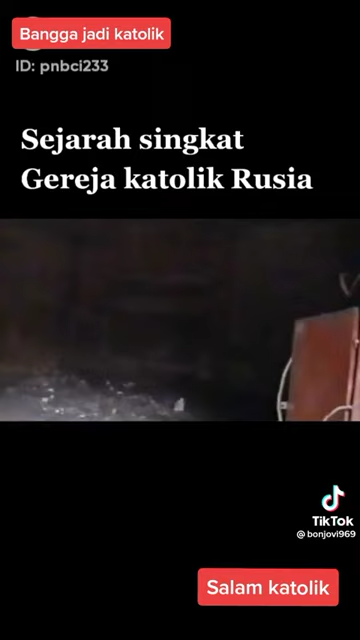 Bangga jadi katolik
ID: pnbci233
Sejarah singkat
Gereja katolik Rusia
TikTok
@bonjovi969
Salam katolik